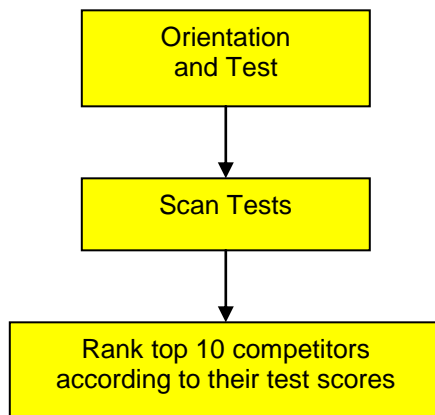 Orientation
and Test
Scan Tests
Rank top 10 competitors
according to their test scores